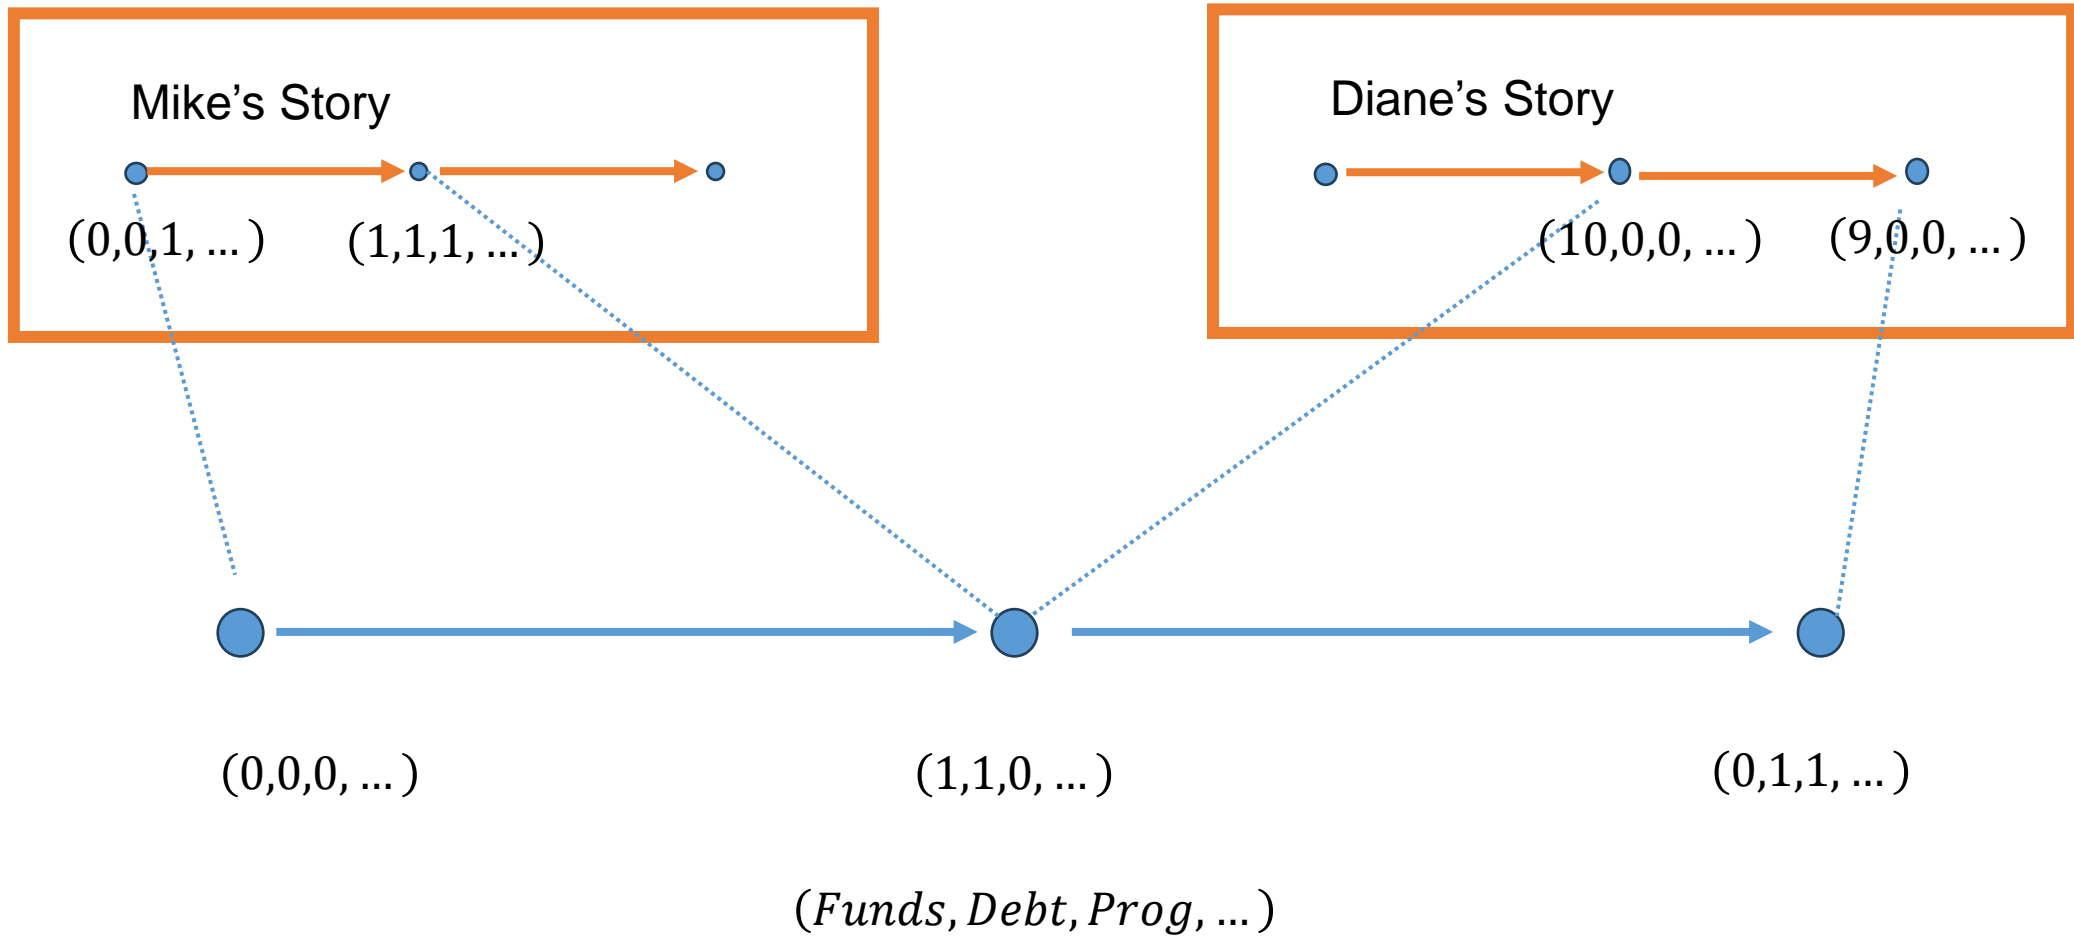 Mike’s Story
Diane’s Story
(0,0,1, … )
(1,1,1, … )
(10,0,0, … )
(9,0,0, … )
(0,0,0, … )
(1,1,0, … )
(0,1,1, … )
(Funds, Debt, Prog, … )